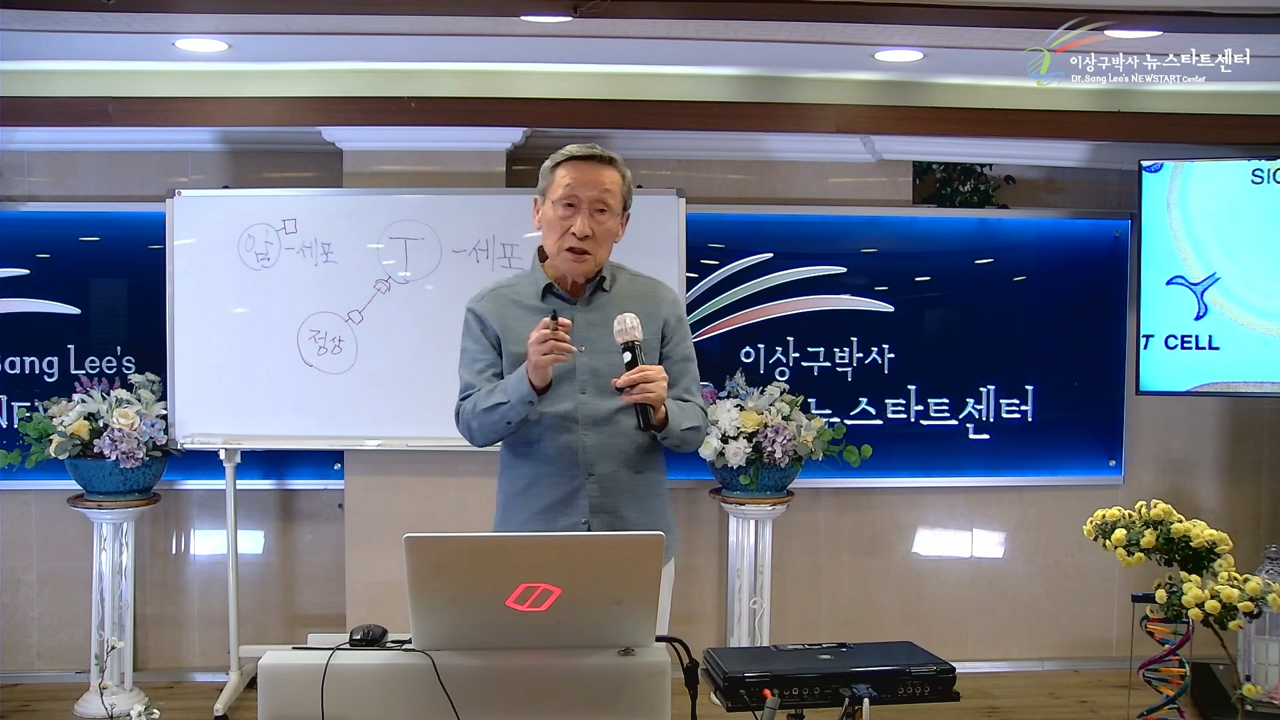 이상구박사 뉴스타트센터
Dr. Sang Lee's NEWSTART Center
SIG
암-세포
T-세포
정상
T CELL
Sang Lee's
NEW
이상구박사
뉴스타트센터